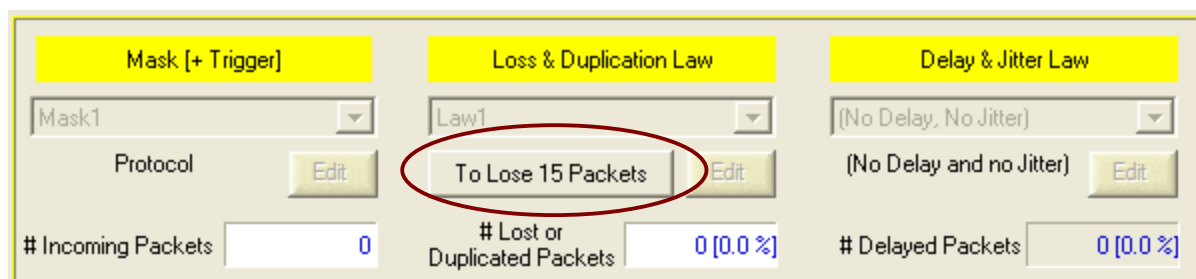 Mask [+ Trigger]
Loss & Duplication Law
Delay & Jitter Law
Mask1
Law1
(No Delay, No Jitter)
Protocol
Edit
To Lose 15 Packets
Edit
(No Delay and no Jitter)
Edit
# Incoming Packets
0
# Lost or
Duplicated Packets
0 [0.0 %]
# Delayed Packets
0 [0.0 %]